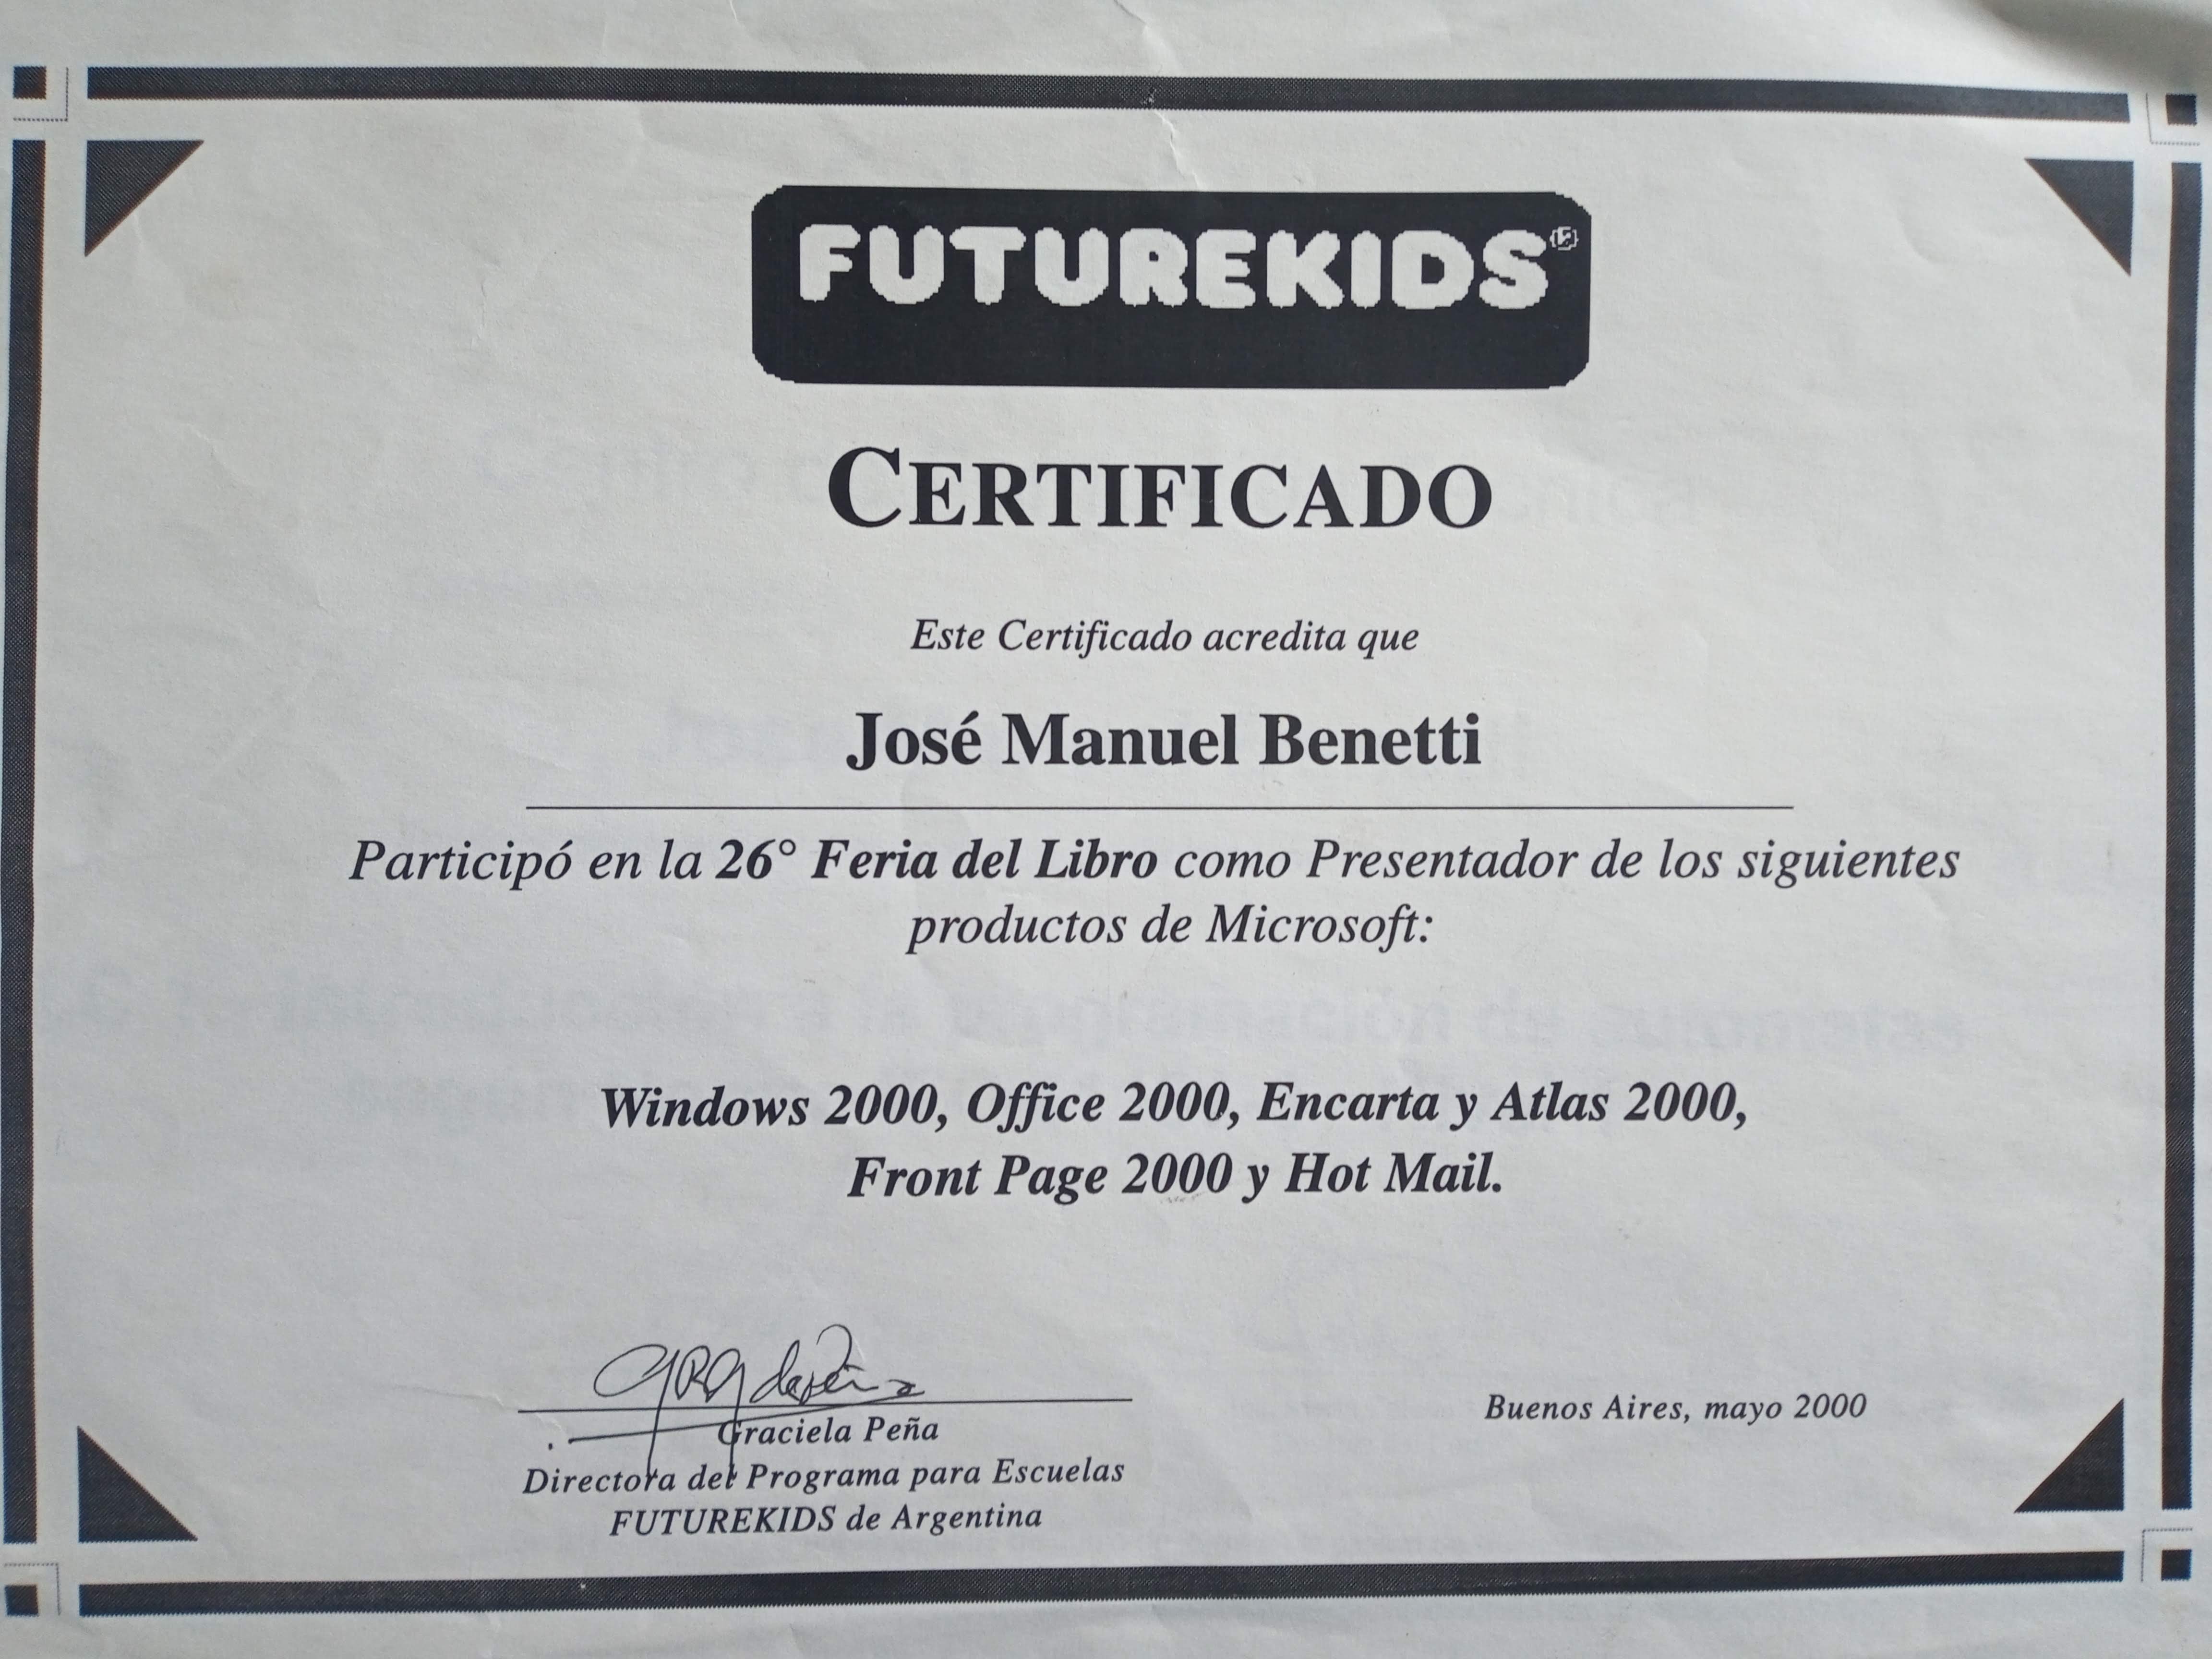 FUTUREKIDS®
CERTIFICADO
Este Certificado acredita que
José Manuel Benetti
Participó en la 26° Feria del Libro como Presentador de los siguientes
productos de Microsoft:
Windows 2000, Office 2000, Encarta y Atlas 2000,
Front Page 2000 y Hot Mail.
Graciela Peña
Directora del Programa para Escuelas
FUTUREKIDS de Argentina
Buenos Aires, mayo 2000